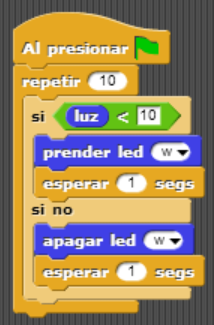 Al presionar
repetir 10
si luz < 10
prender led w
esperar 1 segs
si no
apagar led w
esperar 1 segs